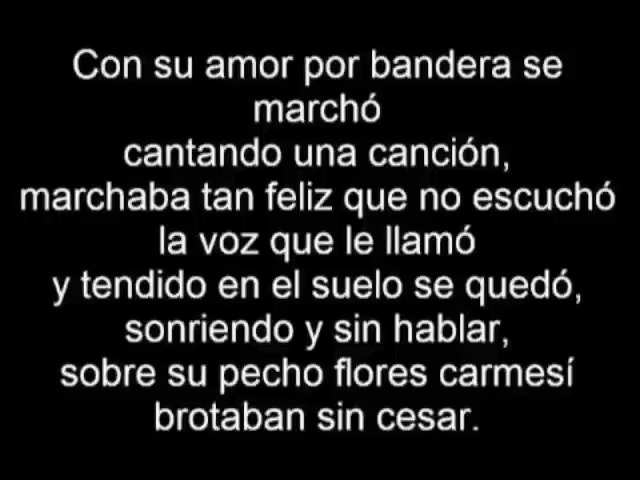 Con su amor por bandera se
marchó
cantando una canción,
marchaba tan feliz que no escuchó
la voz que le llamó
y tendido en el suelo se quedó,
sonriendo y sin hablar,
sobre su pecho flores carmesí
brotaban sin cesar.